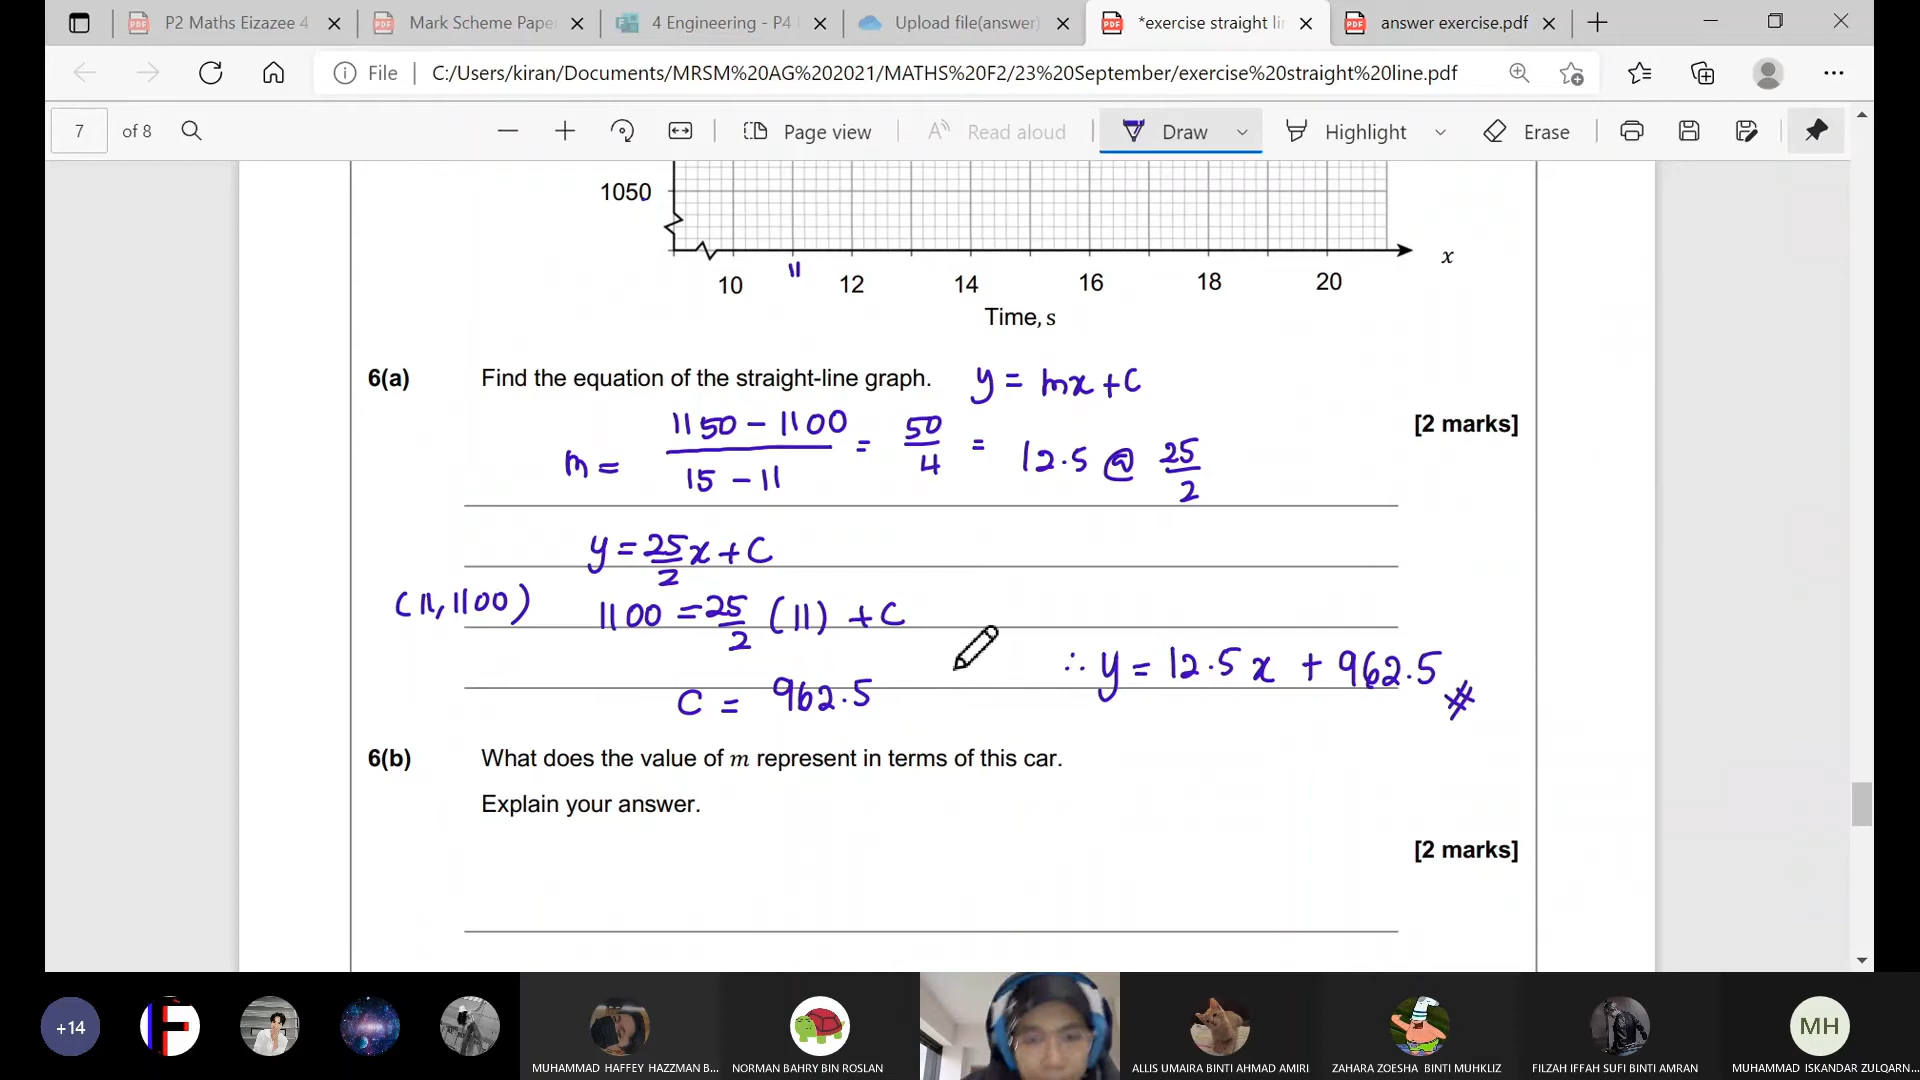 P2 Maths Eizazee 4
Mark Scheme Pape
4 Engineering - P4
Upload file(answer)
*exercise straight li
answer exercise.pdf
File
C:/Users/kiran/Documents/MRSM%20AG%202021/MATHS%20F2/23%20September/exercise%20straight%20line.pdf
7 of 8
Page view
Read aloud
Draw
Highlight
Erase
1050
x
11
10 12 14 16 18 20
Time, s
6(a) Find the equation of the straight-line graph. y = mx + C
[2 marks]
m = 1150 - 1100 / 15 - 11 = 50/4 = 12.5 @ 25/2
y = 25/2 x + C
(11, 1100) 1100 = 25/2 (11) + C
∴ y = 12.5 x + 962.5 #
C = 962.5
6(b) What does the value of m represent in terms of this car.
Explain your answer.
[2 marks]
+14
F
MH
MUHAMMAD HAFFEY HAZZMAN B...
NORMAN BAHRY BIN ROSLAN
ALLIS UMAIRA BINTI AHMAD AMIRI
ZAHARA ZOESHA BINTI MUHKLIZ
FILZAH IFFAH SUFI BINTI AMRAN
MUHAMMAD ISKANDAR ZULQARN...